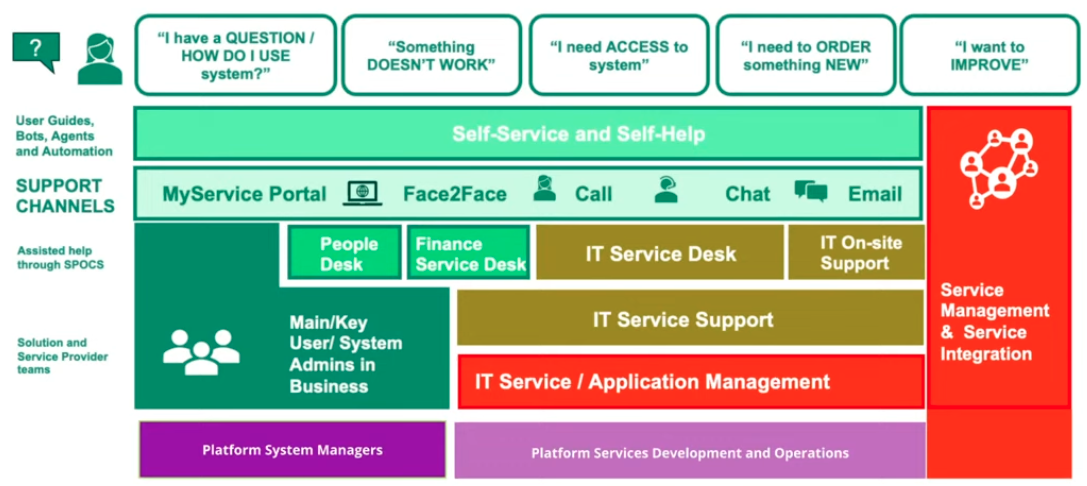 ?
“I have a QUESTION /
HOW DO I USE
system?”
“Something
DOESN’T WORK”
“I need ACCESS to
system”
“I need to ORDER
something NEW”
“I want to
IMPROVE”
User Guides,
Bots, Agents
and Automation
Self-Service and Self-Help
SUPPORT
CHANNELS
MyService Portal
Face2Face
Call
Chat
Email
Assisted help
through SPOCS
People
Desk
Finance
Service Desk
IT Service Desk
IT On-site
Support
Service
Management
& Service
Integration
Solution and
Service Provider
teams
Main/Key
User/ System
Admins in
Business
IT Service Support
IT Service / Application Management
Platform System Managers
Platform Services Development and Operations